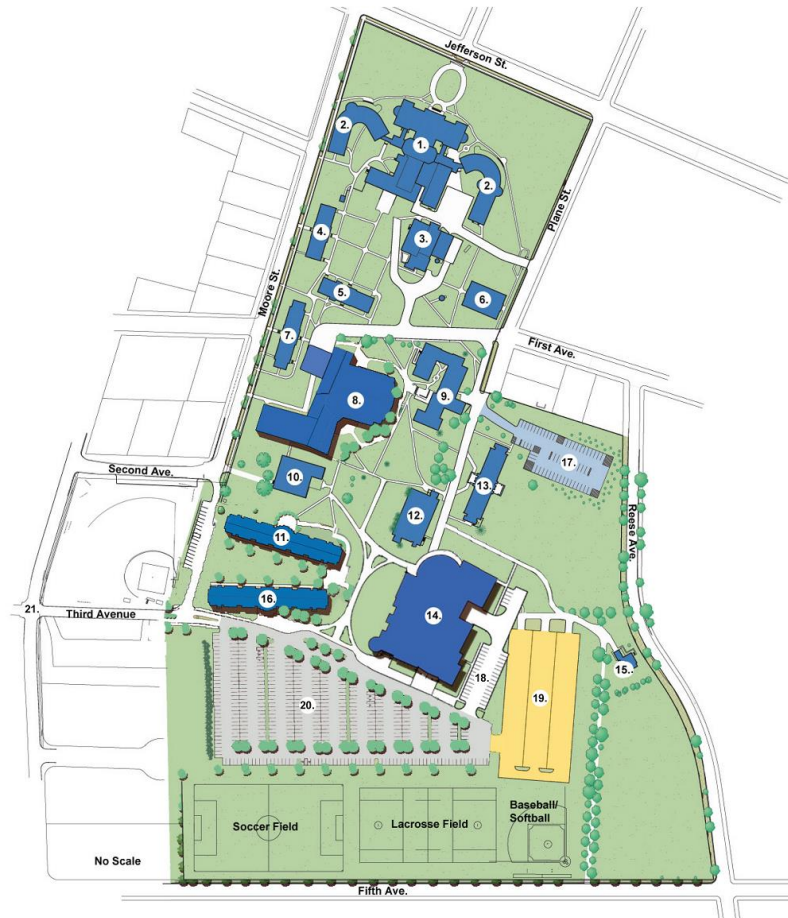 Jefferson St.
2.
1.
2.
Plane St.
4.
3.
5.
6.
Moore St.
7.
First Ave.
8.
9.
Second Ave.
10.
17.
13.
12.
11.
Reese Ave.
16.
21.
Third Avenue
14.
15.
18.
19.
20.
Baseball/
Softball
Soccer Field
Lacrosse Field
No Scale
Fifth Ave.